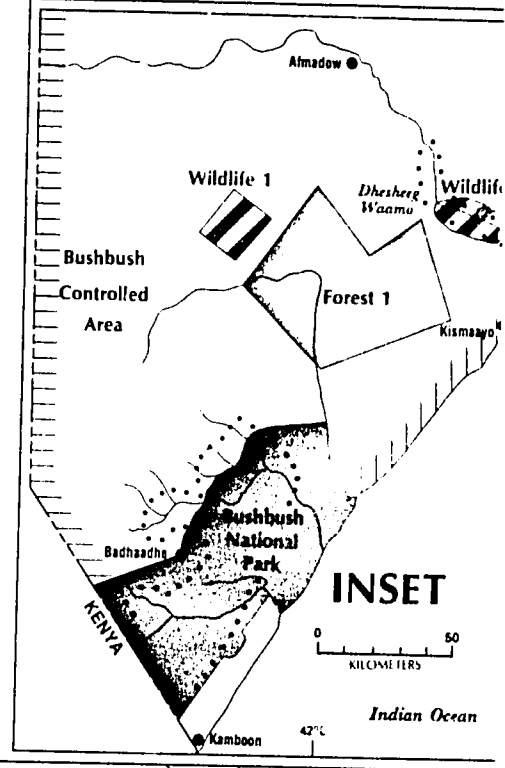 Afmadow
Wildlife 1
Dhesheeg
Waamo
Bushbush
Controlled
Area
Forest 1
Kismaayo
Bushbush
National
Park
Badhaadhe
KENYA
INSET
0 50
KILOMETERS
Indian Ocean
Kamboon